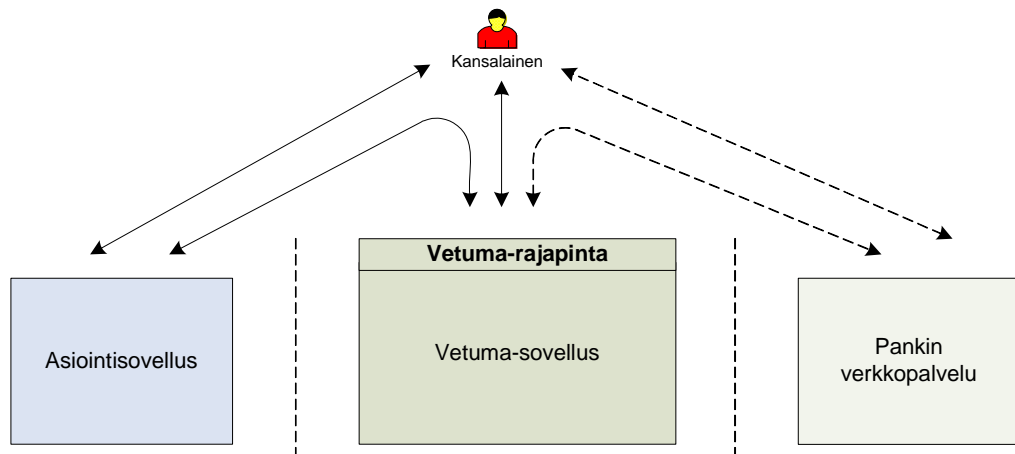 Kansalainen
Vetuma-rajapinta
Asiointisovellus
Vetuma-sovellus
Pankin
verkkopalvelu